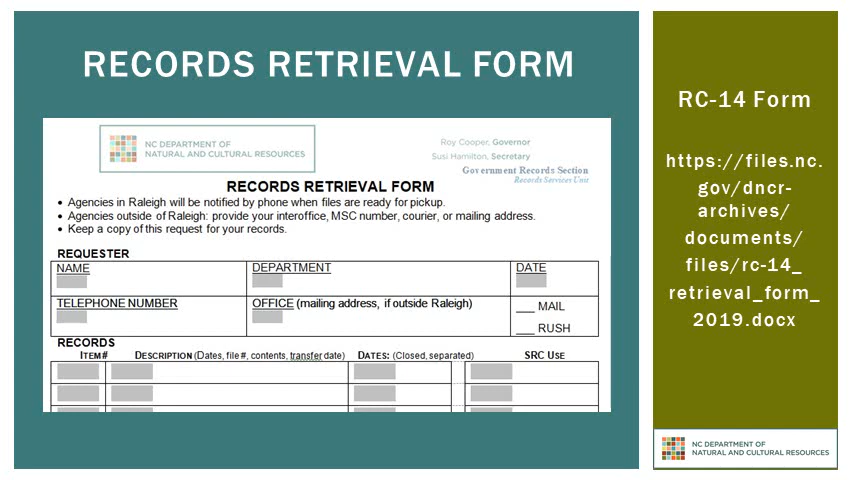 RECORDS RETRIEVAL FORM
NC DEPARTMENT OF
NATURAL AND CULTURAL RESOURCES
Roy Cooper, Governor
Susi Hamilton, Secretary
Government Records Section
Records Services Unit
RECORDS RETRIEVAL FORM
• Agencies in Raleigh will be notified by phone when files are ready for pickup.
• Agencies outside of Raleigh: provide your interoffice, MSC number, courier, or mailing address.
• Keep a copy of this request for your records.
REQUESTER
NAME DEPARTMENT DATE
TELEPHONE NUMBER OFFICE (mailing address, if outside Raleigh) ___ MAIL
___ RUSH
RECORDS
ITEM# DESCRIPTION (Dates, file #, contents, transfer date) DATES: (Closed, separated) SRC USE
RC-14 Form
https://files.nc.
gov/dncr-
archives/
documents/
files/rc-14_
retrieval_form_
2019.docx
NC DEPARTMENT OF
NATURAL AND CULTURAL RESOURCES